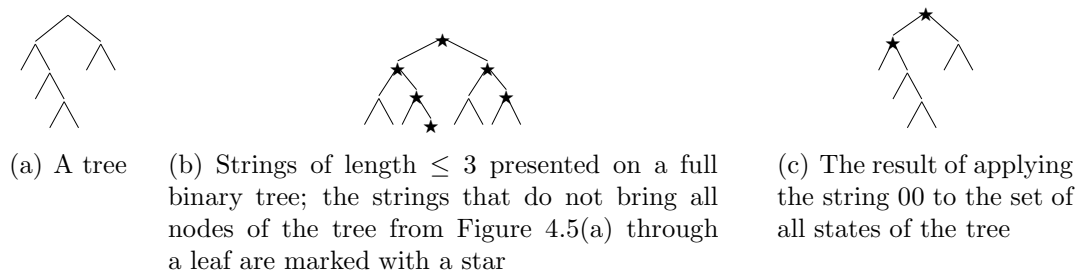 (a) A tree
(b) Strings of length ≤ 3 presented on a full
binary tree; the strings that do not bring all
nodes of the tree from Figure 4.5(a) through
a leaf are marked with a star
(c) The result of applying
the string 00 to the set of
all states of the tree